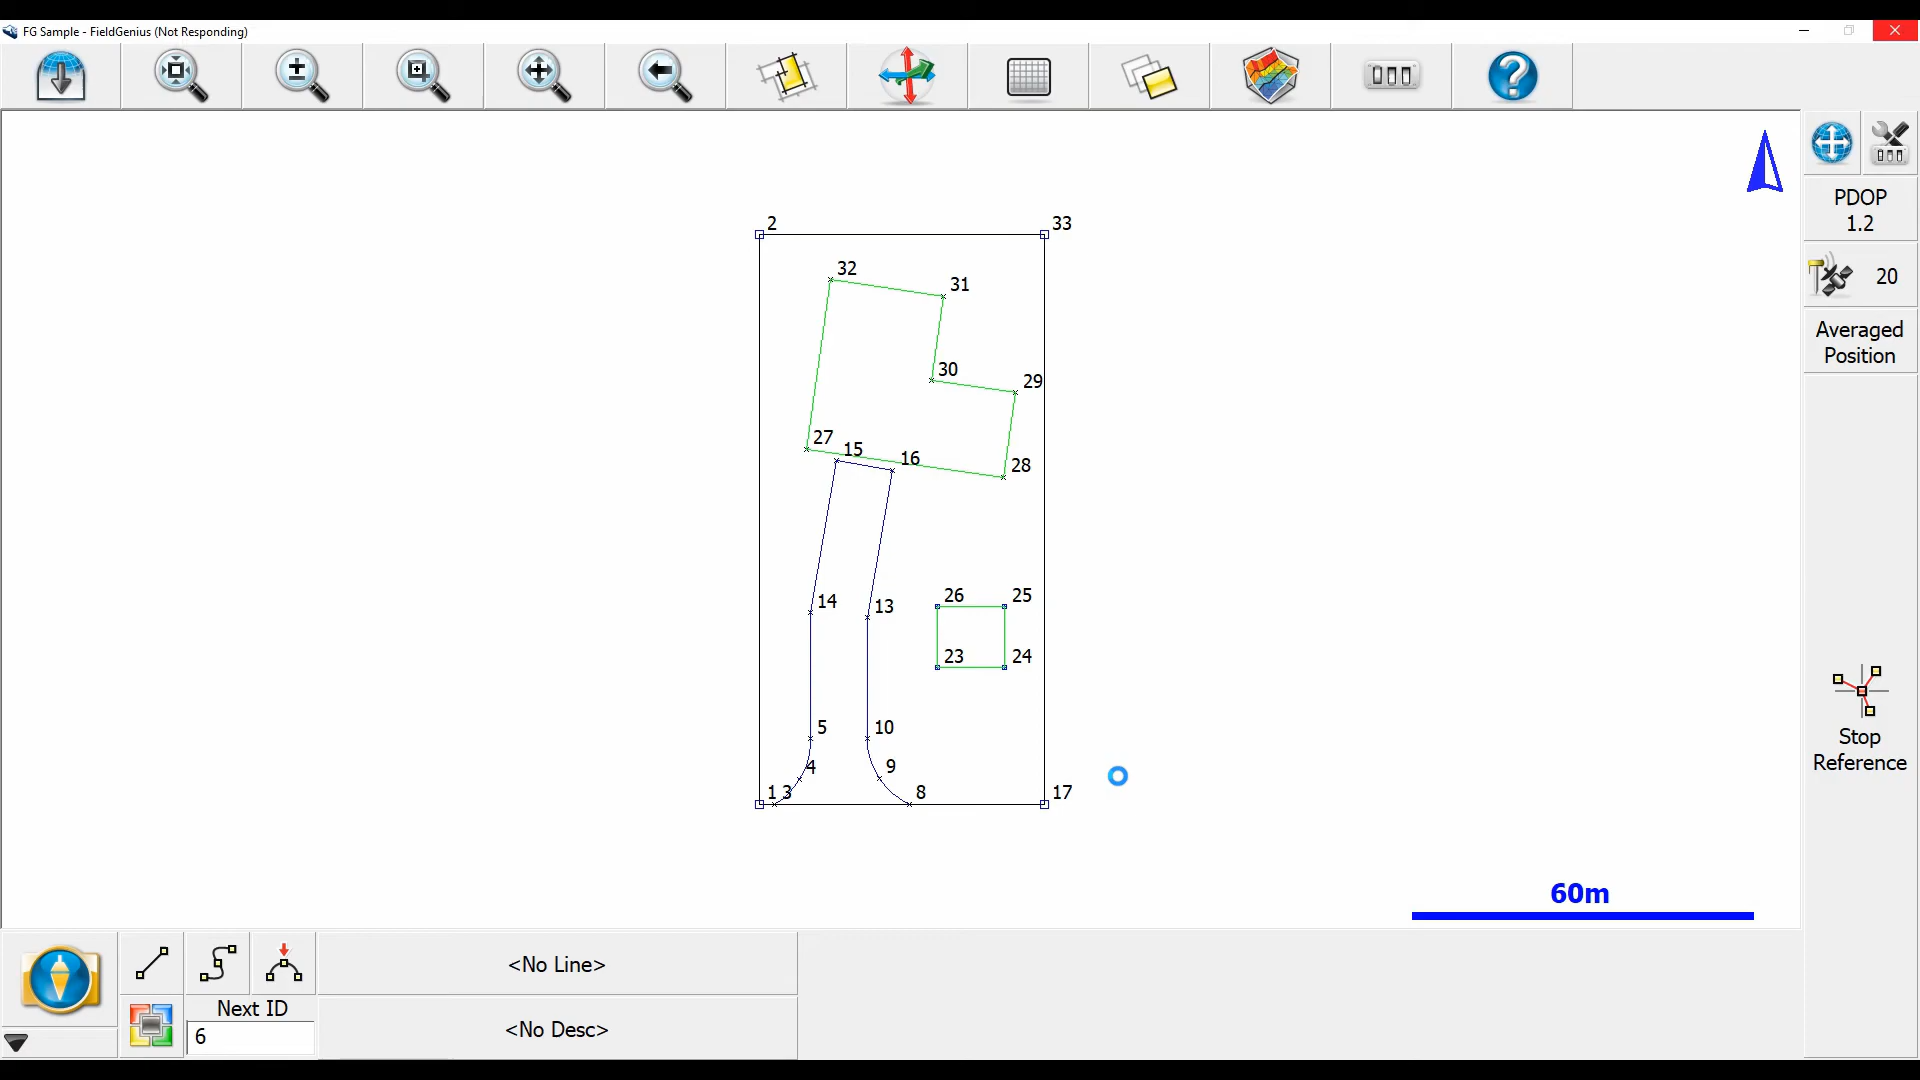 FG Sample - FieldGenius (Not Responding)
PDOP
1.2
20
Averaged
Position
2
33
32
31
30
29
27
15
16
28
14
13
26
25
23
24
5
10
4
9
1
3
8
17
Stop
Reference
60m
<No Line>
Next ID
6
<No Desc>